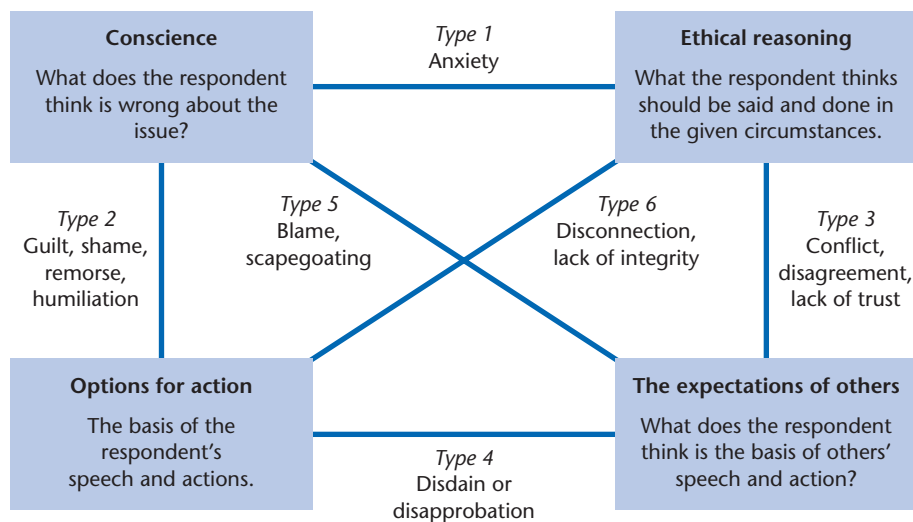 Conscience
What does the respondent
think is wrong about the
issue?
Type 1
Anxiety
Ethical reasoning
What the respondent thinks
should be said and done in
the given circumstances.
Type 2
Guilt, shame,
remorse,
humiliation
Type 5
Blame,
scapegoating
Type 6
Disconnection,
lack of integrity
Type 3
Conflict,
disagreement,
lack of trust
Options for action
The basis of the
respondent's
speech and actions.
Type 4
Disdain or
disapprobation
The expectations of others
What does the respondent
think is the basis of others'
speech and action?